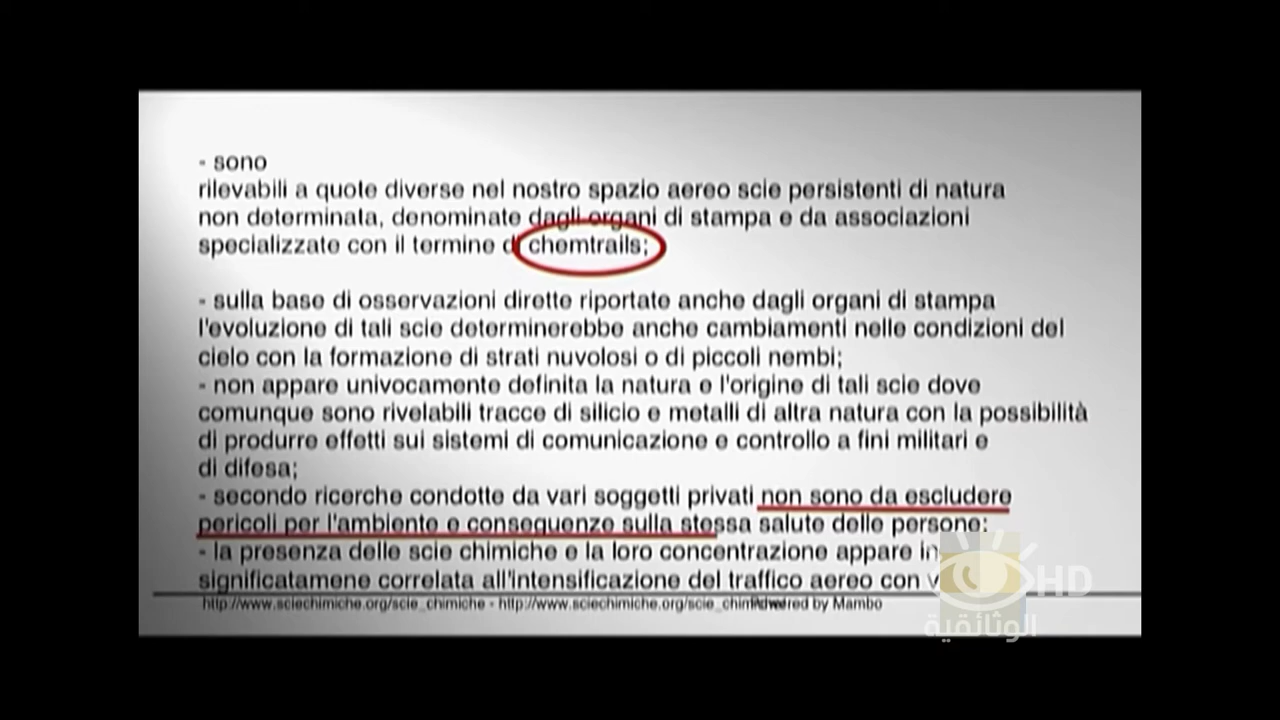 - sono
rilevabili a quote diverse nel nostro spazio aereo scie persistenti di natura
non determinata, denominate dagli organi di stampa e da associazioni
specializzate con il termine di chemtrails;
- sulla base di osservazioni dirette riportate anche dagli organi di stampa
l'evoluzione di tali scie determinerebbe anche cambiamenti nelle condizioni del
cielo con la formazione di strati nuvolosi o di piccoli nembi;
- non appare univocamente definita la natura e l'origine di tali scie dove
comunque sono rivelabili tracce di silicio e metalli di altra natura con la possibilità
di produrre effetti sui sistemi di comunicazione e controllo a fini militari e
di difesa;
- secondo ricerche condotte da vari soggetti privati non sono da escludere
pericoli per l'ambiente e conseguenze sulla stessa salute delle persone:
- la presenza delle scie chimiche e la loro concentrazione appare
significatamene correlata all'intensificazione del traffico aereo con
http://www.sciechimiche.org/scie_chimiche - http://www.sciechimiche.org/scie_chimiche Powered by Mambo
HD
الوثائقية